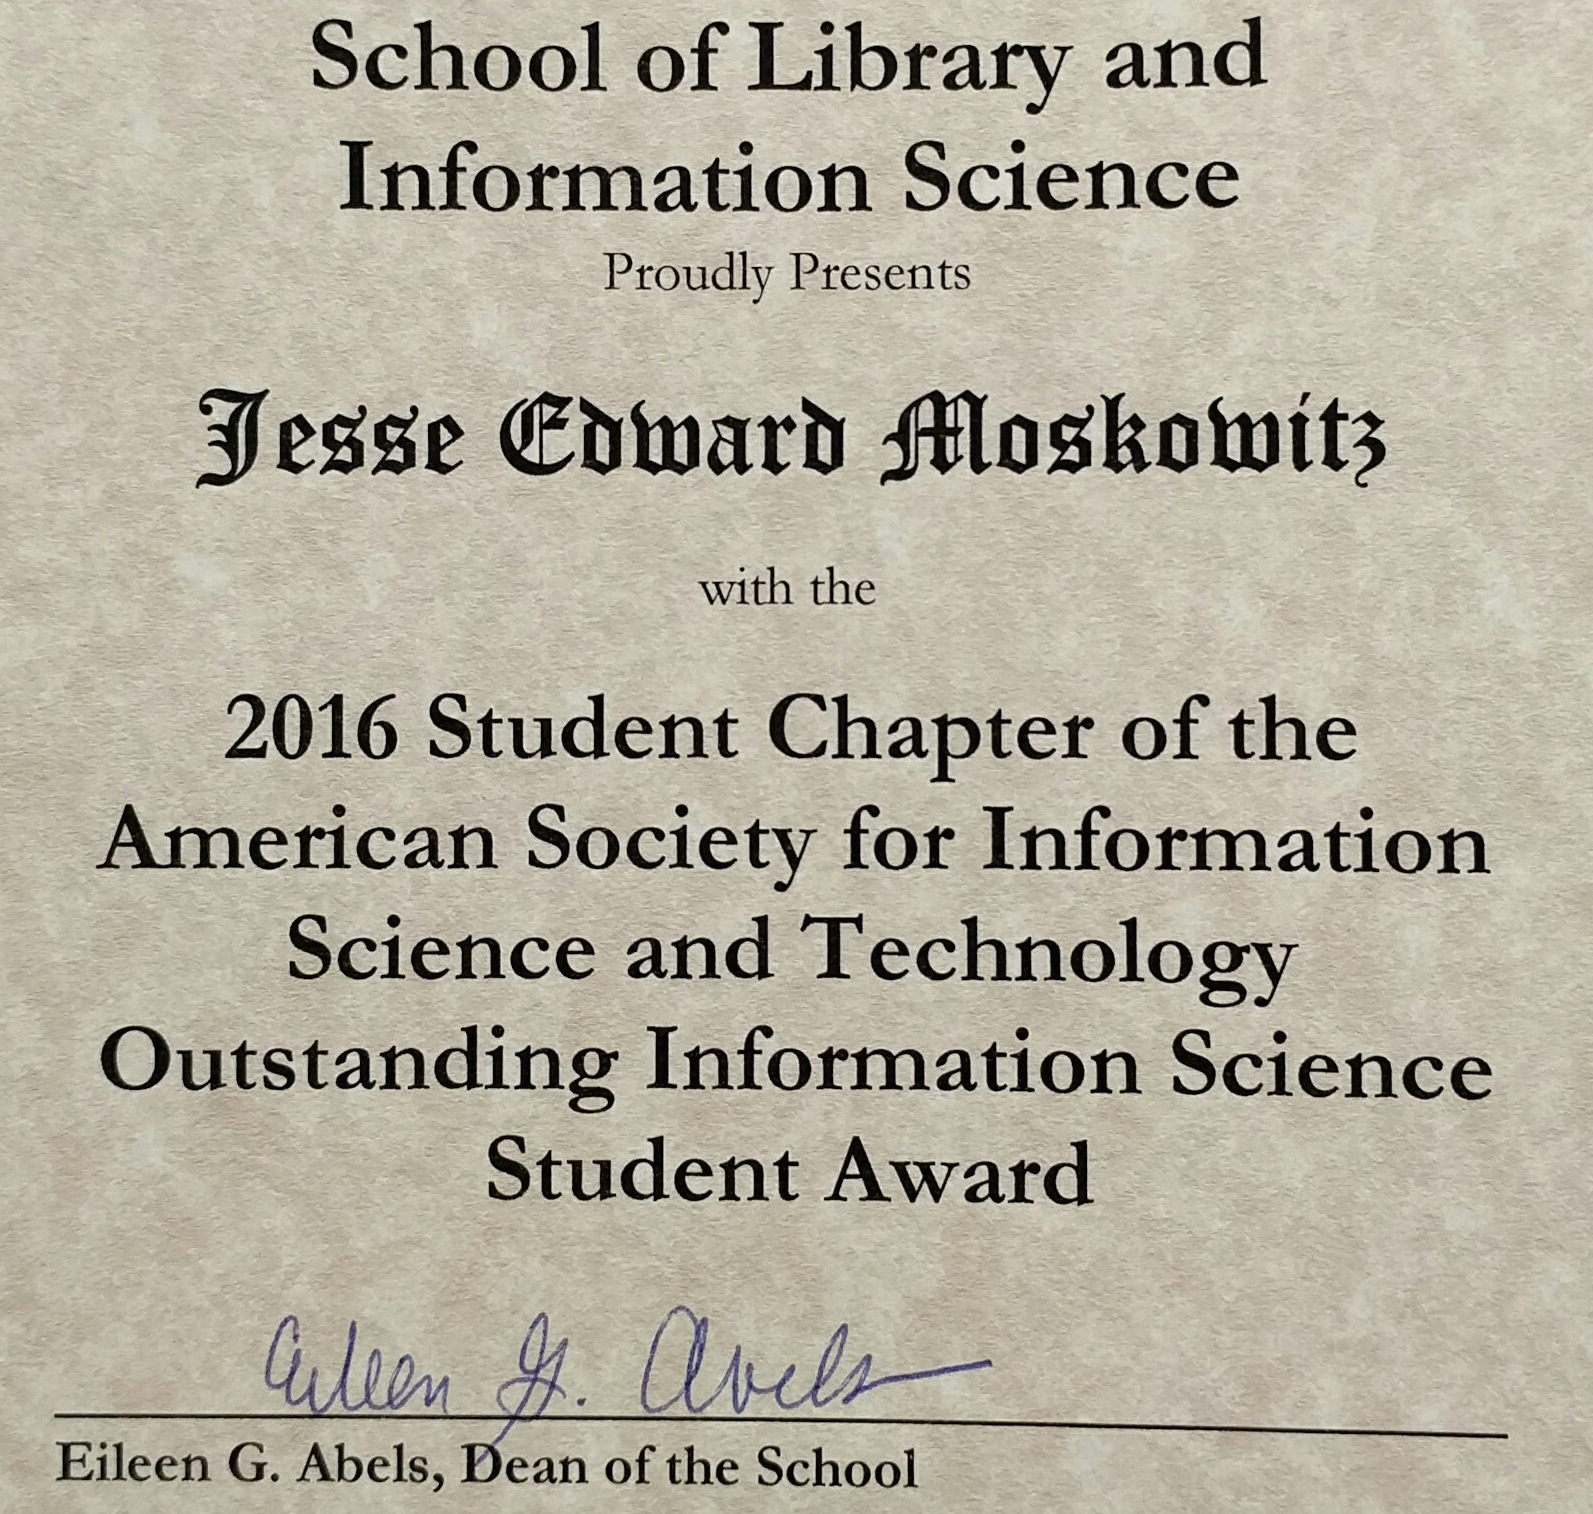 School of Library and
Information Science
Proudly Presents
Jesse Edward Moskowitz
with the
2016 Student Chapter of the
American Society for Information
Science and Technology
Outstanding Information Science
Student Award
Eileen G. Abels
Eileen G. Abels, Dean of the School